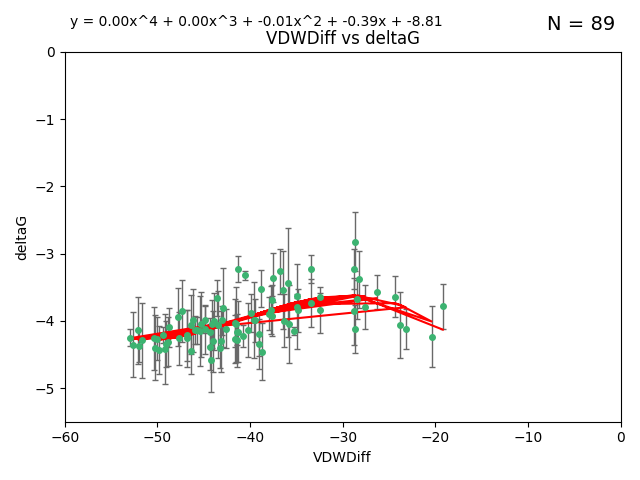 y = 0.00x^4 + 0.00x^3 + -0.01x^2 + -0.39x + -8.81
N = 89
VDWDiff vs deltaG
0
−1
−2
−3
−4
−5
deltaG
−60 −50 −40 −30 −20 −10 0
VDWDiff